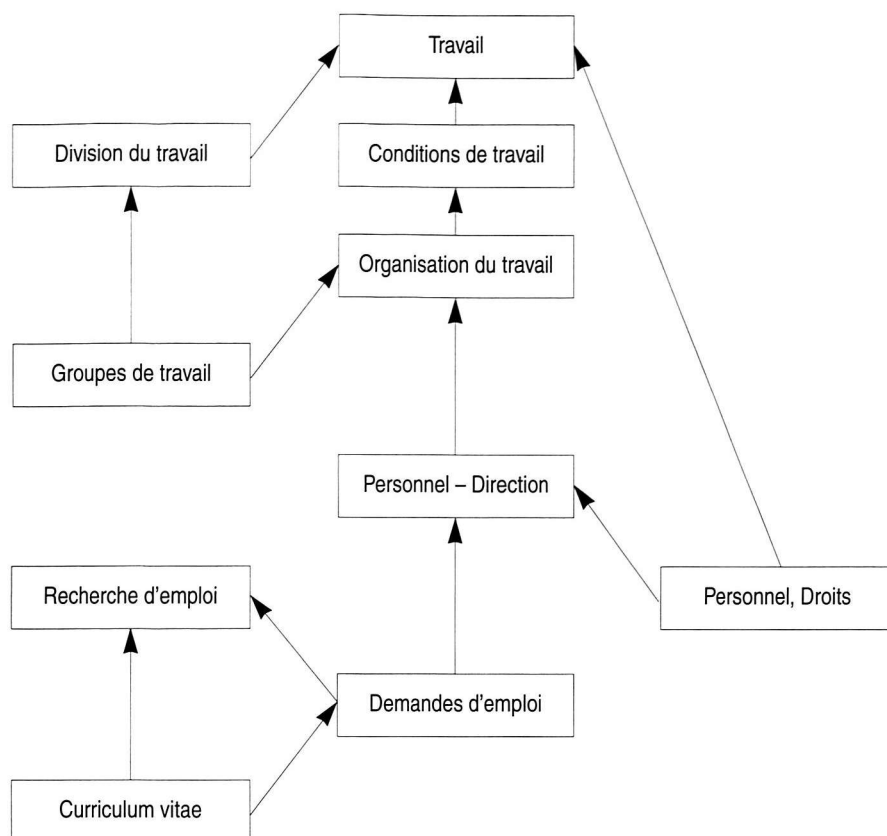 Travail
Division du travail
Conditions de travail
Organisation du travail
Groupes de travail
Personnel – Direction
Recherche d'emploi
Personnel, Droits
Demandes d'emploi
Curriculum vitae